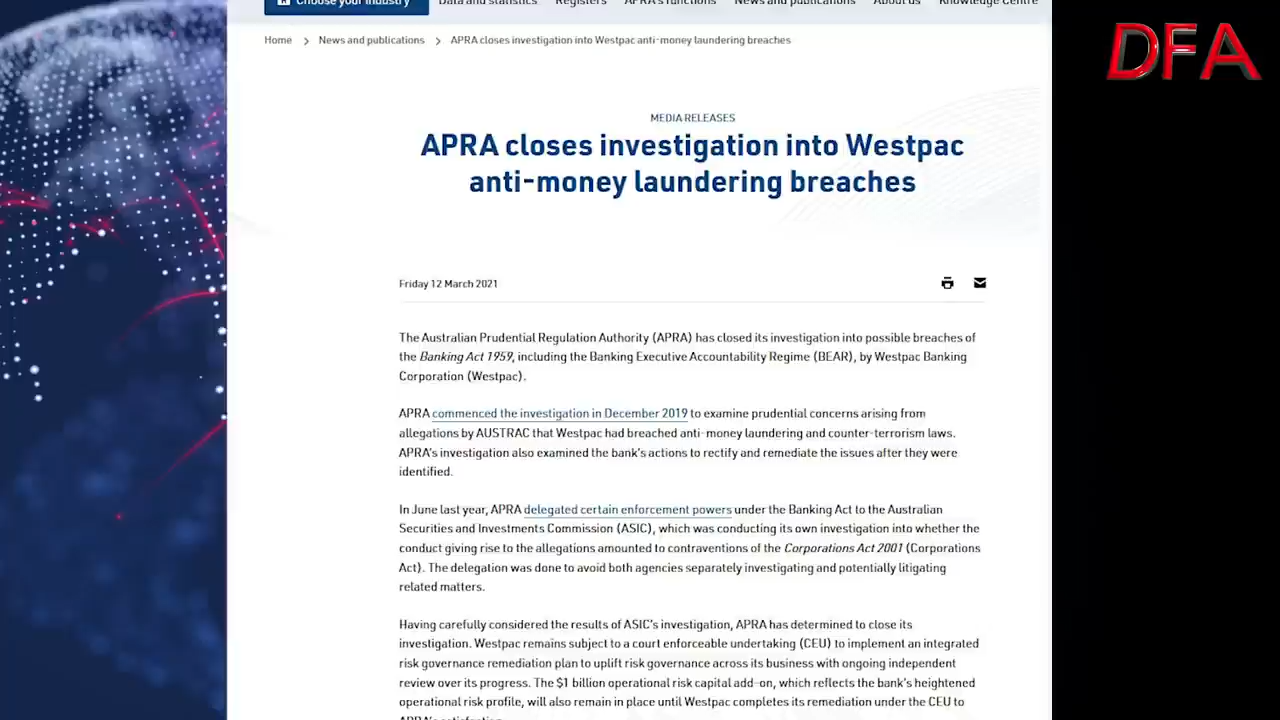 Choose your industry Data and statistics Registers APRA's functions News and publications About us Knowledge Centre
DFA
Home > News and publications > APRA closes investigation into Westpac anti-money laundering breaches
MEDIA RELEASES
APRA closes investigation into Westpac
anti-money laundering breaches
Friday 12 March 2021
The Australian Prudential Regulation Authority (APRA) has closed its investigation into possible breaches of
the Banking Act 1959, including the Banking Executive Accountability Regime (BEAR), by Westpac Banking
Corporation (Westpac).
APRA commenced the investigation in December 2019 to examine prudential concerns arising from
allegations by AUSTRAC that Westpac had breached anti-money laundering and counter-terrorism laws.
APRA's investigation also examined the bank's actions to rectify and remediate the issues after they were
identified.
In June last year, APRA delegated certain enforcement powers under the Banking Act to the Australian
Securities and Investments Commission (ASIC), which was conducting its own investigation into whether the
conduct giving rise to the allegations amounted to contraventions of the Corporations Act 2001 (Corporations
Act). The delegation was done to avoid both agencies separately investigating and potentially litigating
related matters.
Having carefully considered the results of ASIC's investigation, APRA has determined to close its
investigation. Westpac remains subject to a court enforceable undertaking (CEU) to implement an integrated
risk governance remediation plan to uplift risk governance across its business with ongoing independent
review over its progress. The $1 billion operational risk capital add-on, which reflects the bank's heightened
operational risk profile, will also remain in place until Westpac completes its remediation under the CEU to
APRA's satisfaction.